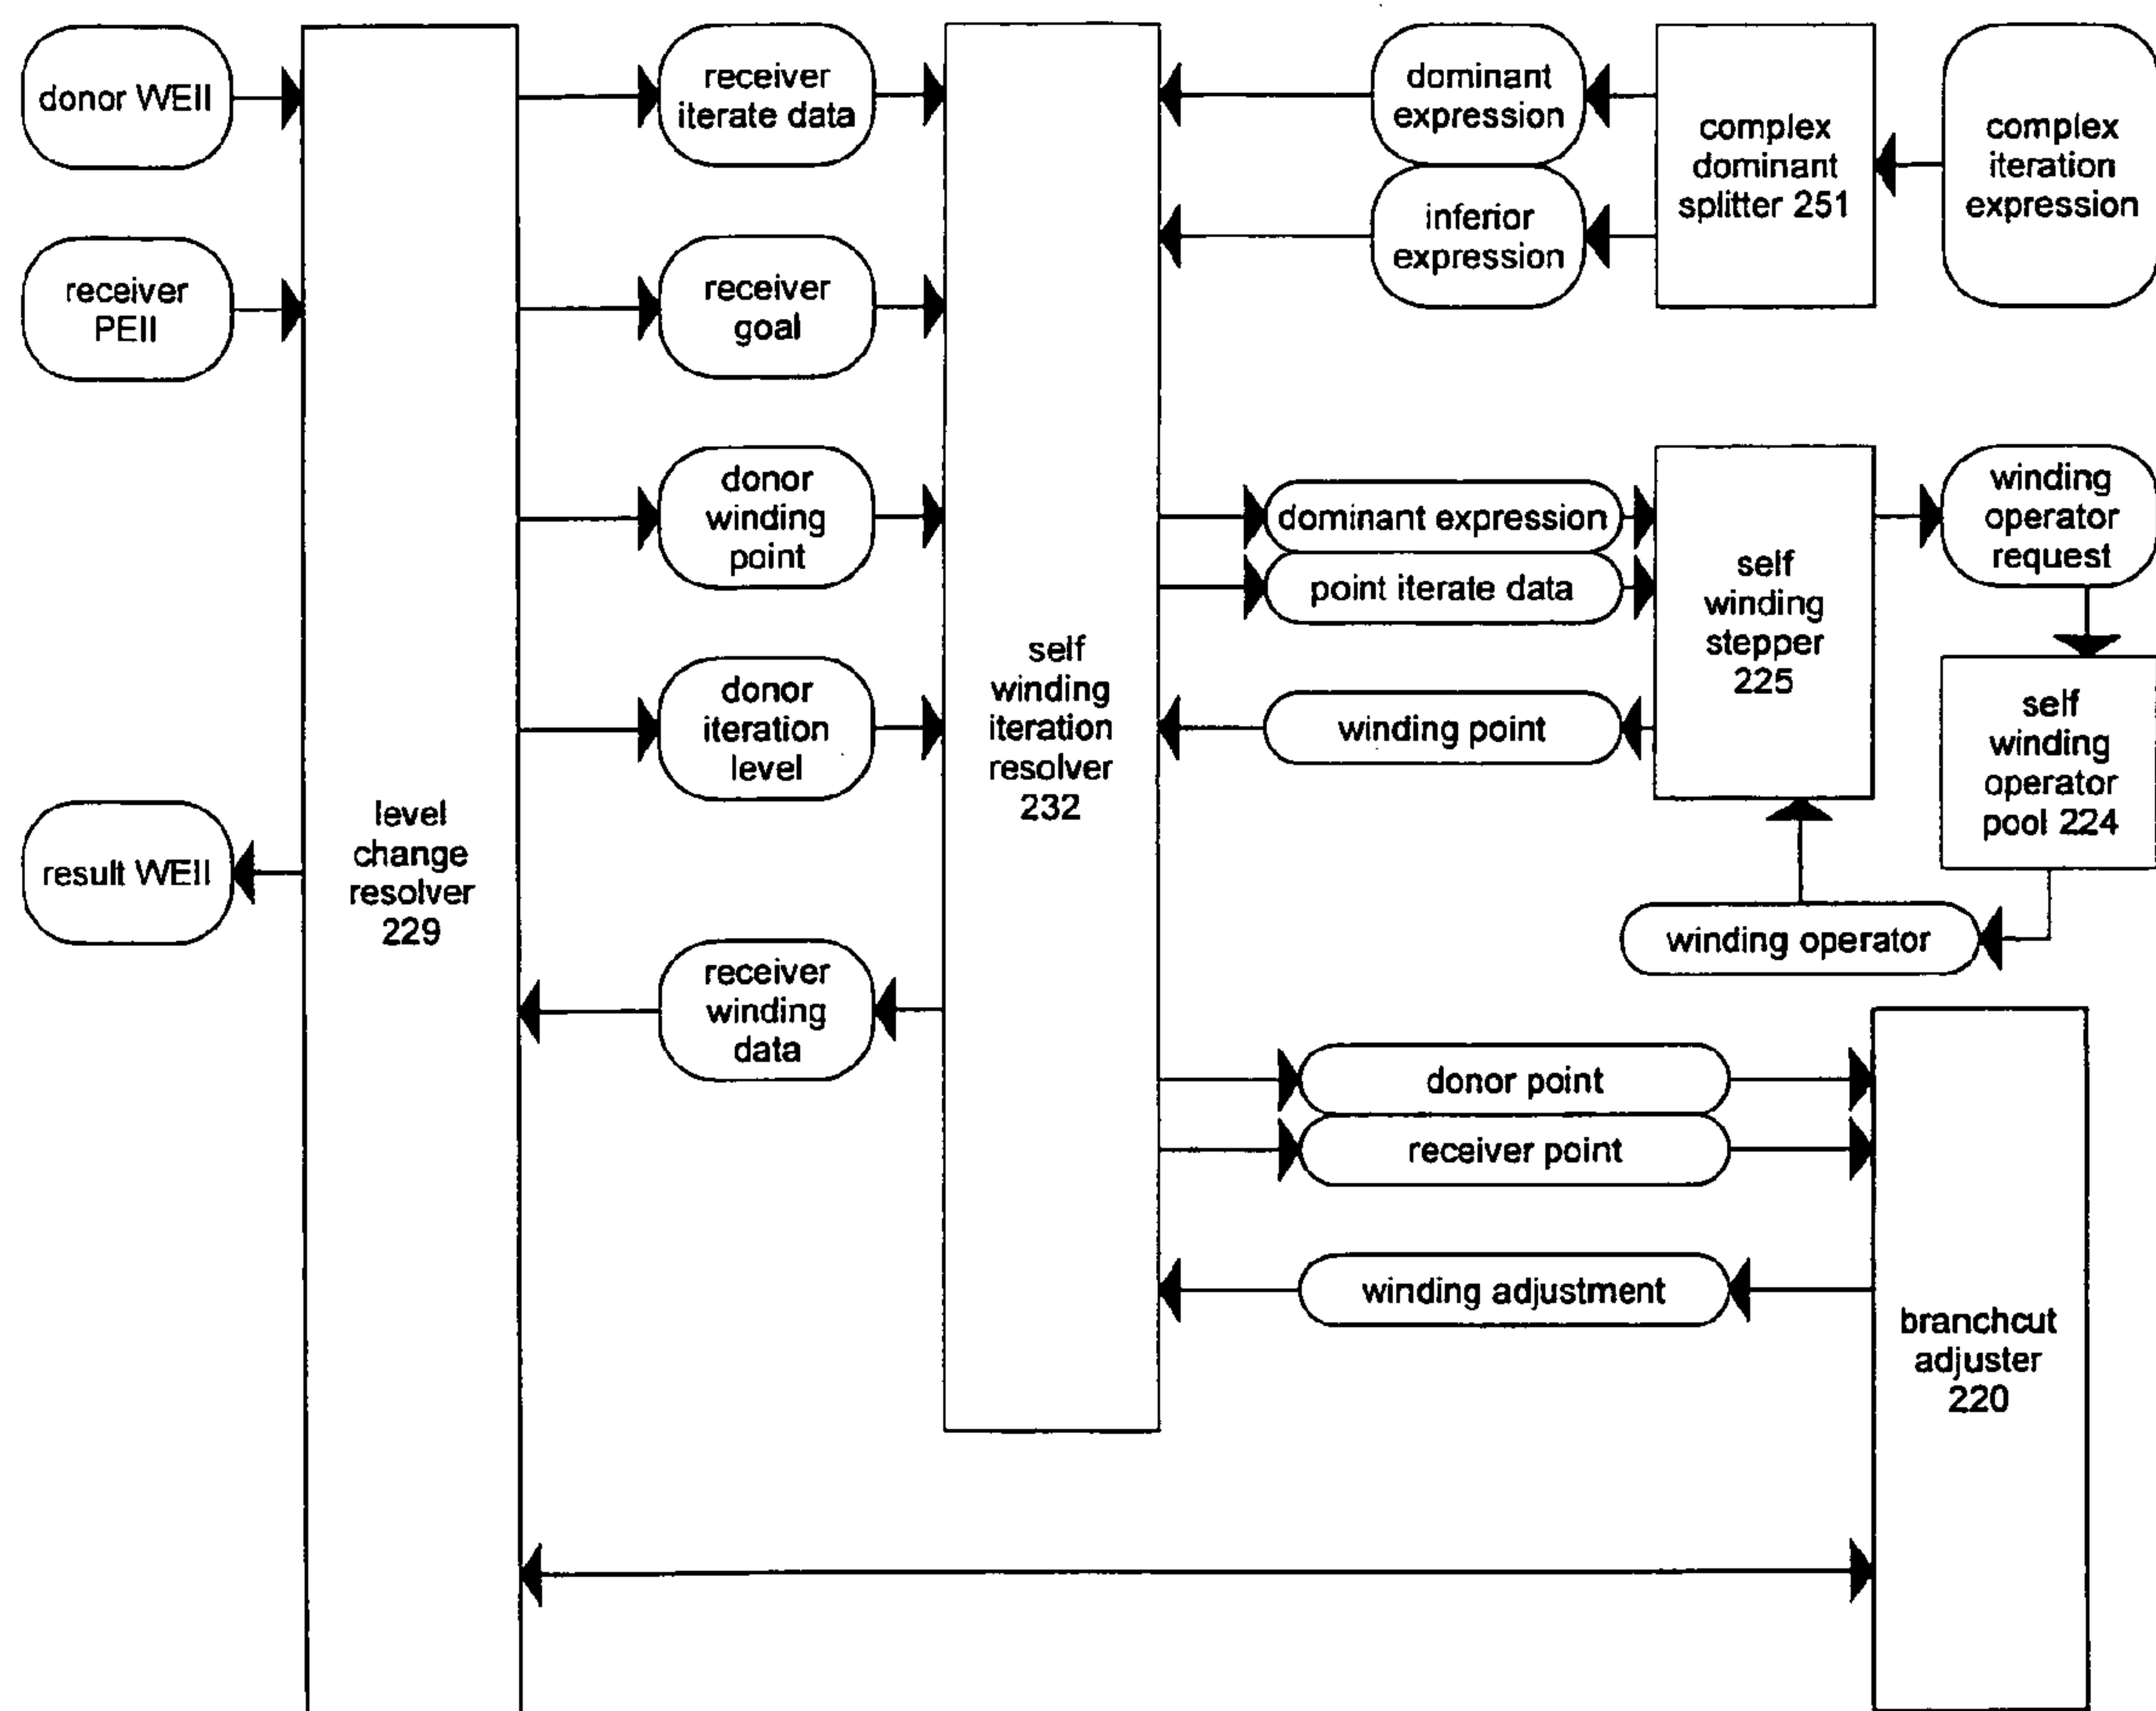 donor WEII
receiver
PEII
result WEII
level
change
resolver
229
receiver
iterate data
receiver
goal
donor
winding
point
donor
iteration
level
receiver
winding
data
self
winding
iteration
resolver
232
dominant
expression
inferior
expression
complex
dominant
splitter 251
complex
iteration
expression
dominant expression
point iterate data
winding point
self
winding
stepper
225
winding
operator
request
self
winding
operator
pool 224
winding operator
donor point
receiver point
winding adjustment
branchcut
adjuster
220